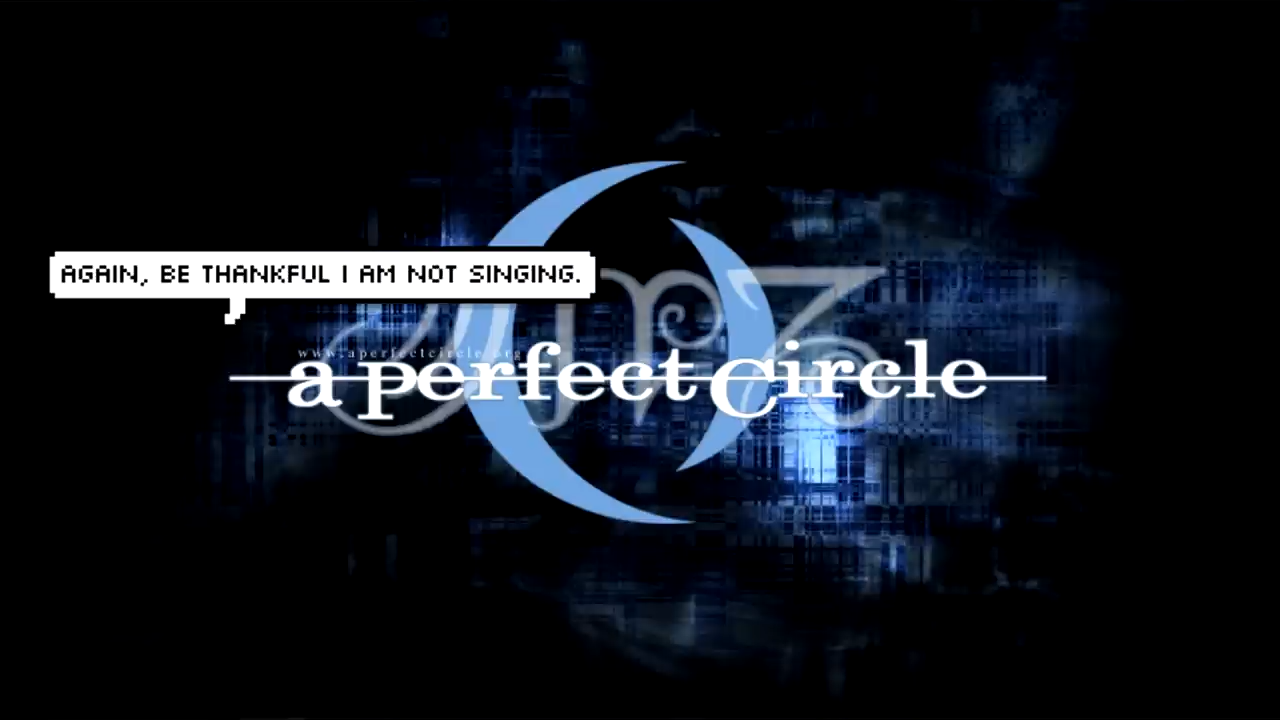 AGAIN, BE THANKFUL I AM NOT SINGING.
www.aperfectcircle.org
a perfect Circle